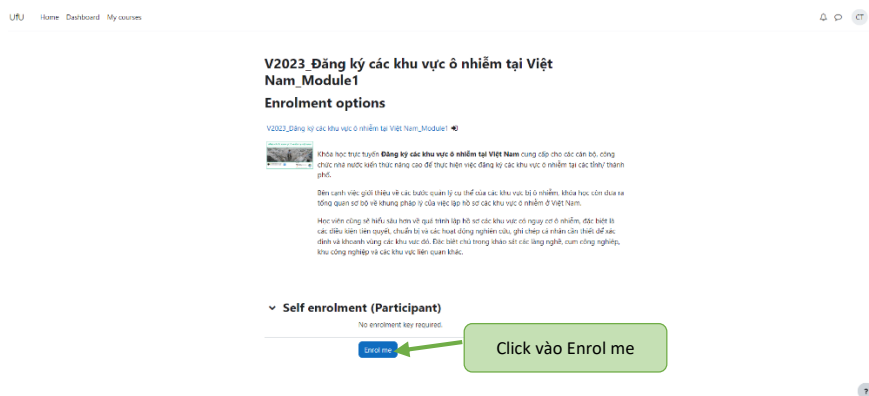 UfU Home Dashboard My courses CT
V2023_Đăng ký các khu vực ô nhiễm tại Việt
Nam_Module1
Enrolment options
V2023_Đăng ký các khu vực ô nhiễm tại Việt Nam_Module1
Khóa học trực tuyến Đăng ký các khu vực ô nhiễm tại Việt Nam cung cấp cho các cán bộ, công
chức nhà nước kiến thức nâng cao để thực hiện việc đăng ký các khu vực ô nhiễm tại các tỉnh/ thành
phố.
Bên cạnh việc giới thiệu về các bước quản lý cụ thể của các khu vực bị ô nhiễm, khóa học còn đưa ra
tổng quan sơ bộ về khung pháp lý của việc lập hồ sơ các khu vực ô nhiễm ở Việt Nam.
Học viên cũng sẽ hiểu sâu hơn về quá trình lập hồ sơ các khu vực có nguy cơ ô nhiễm, đặc biệt là
các điều kiện tiên quyết, chuẩn bị và các hoạt động nghiên cứu, ghi chép cá nhân cần thiết để xác
định và khoanh vùng các khu vực đó. Đặc biệt chú trọng khảo sát các làng nghề, cụm công nghiệp,
khu công nghiệp và các khu vực liên quan khác.
Self enrolment (Participant)
No enrolment key required.
Enrol me
Click vào Enrol me
?